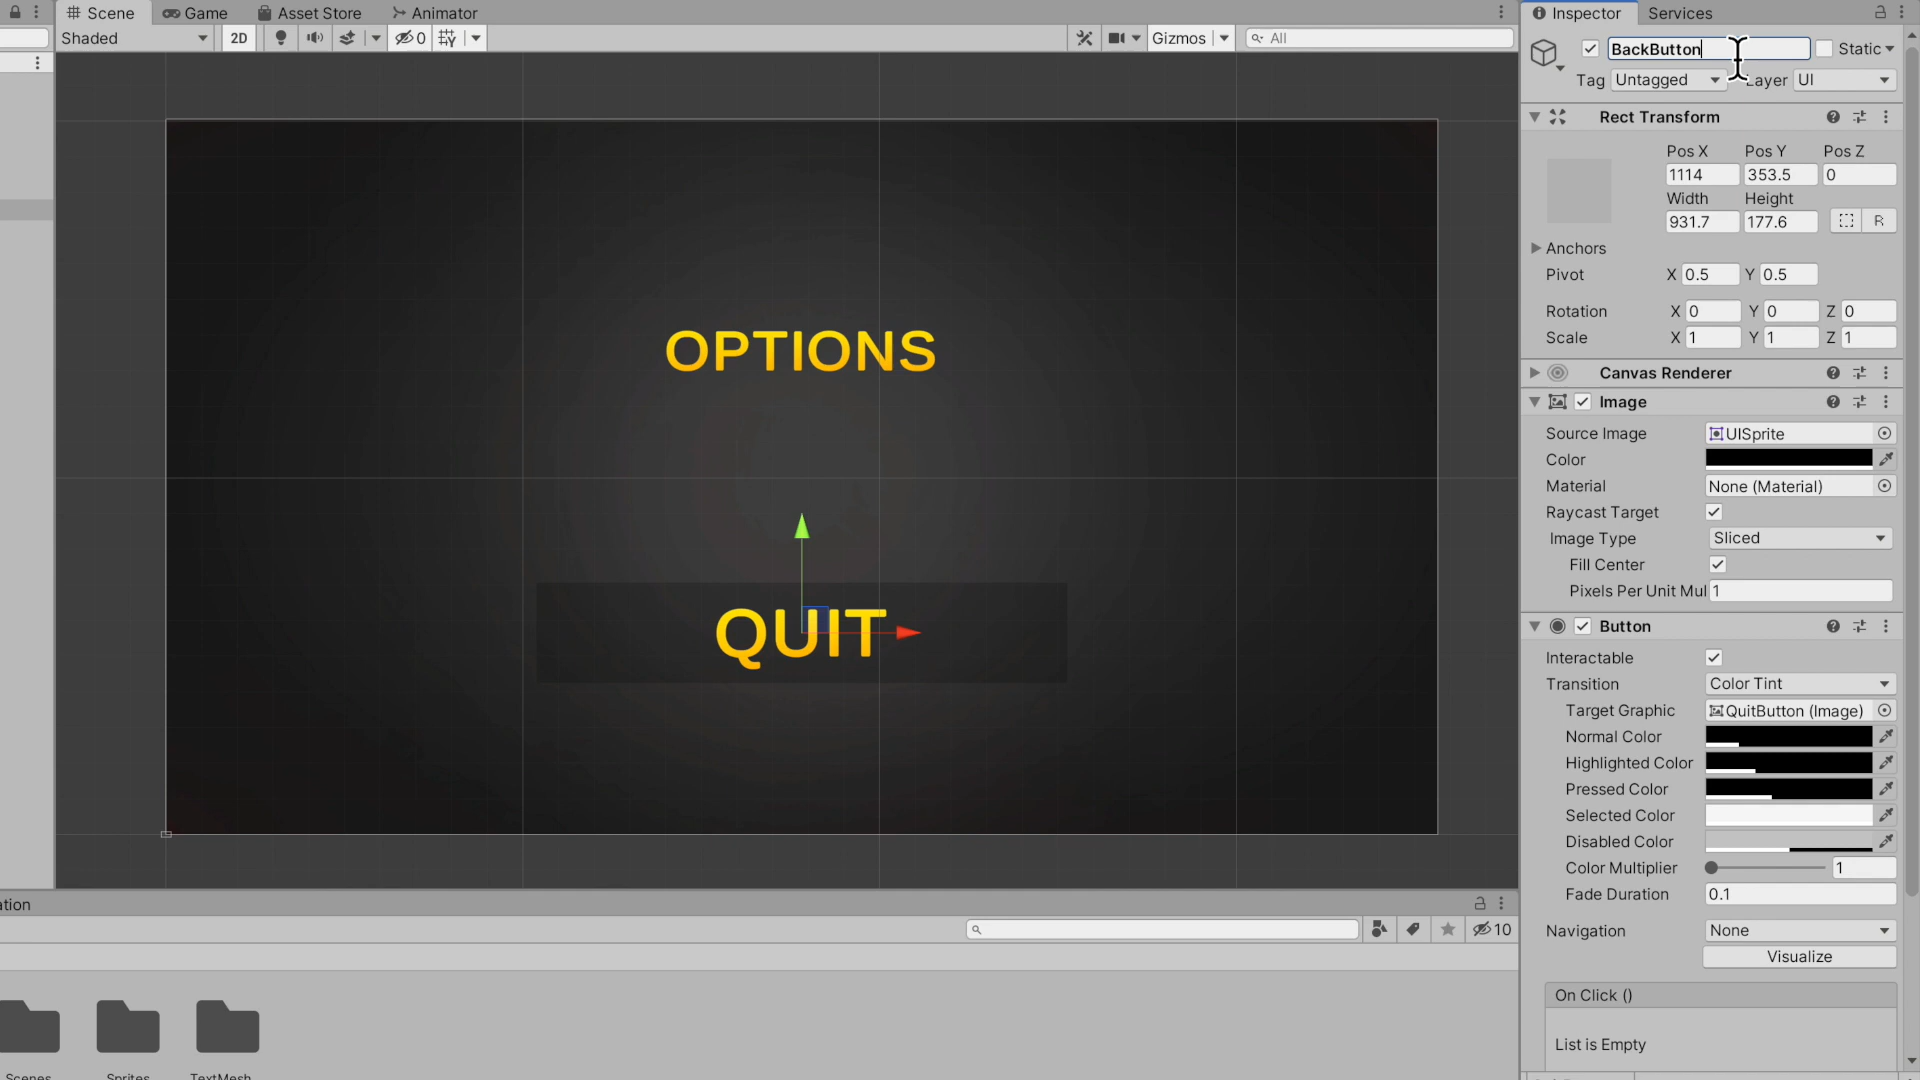 Scene
Game
Asset Store
Animator
Inspector
Services
Shaded
2D
0
Gizmos
All
BackButton
Static
Tag
Untagged
Layer
UI
Rect Transform
Pos X
Pos Y
Pos Z
1114
353.5
0
Width
Height
931.7
177.6
R
Anchors
Pivot
X 0.5 Y 0.5
Rotation
X 0 Y 0 Z 0
Scale
X 1 Y 1 Z 1
Canvas Renderer
Image
Source Image
UISprite
Color
Material
None (Material)
Raycast Target
Image Type
Sliced
Fill Center
Pixels Per Unit Mul
1
Button
Interactable
Transition
Color Tint
Target Graphic
QuitButton (Image)
Normal Color
Highlighted Color
Pressed Color
Selected Color
Disabled Color
Color Multiplier
1
Fade Duration
0.1
Navigation
None
Visualize
On Click ()
List is Empty
OPTIONS
QUIT
ation
10
Scenes
Sprites
TextMesh